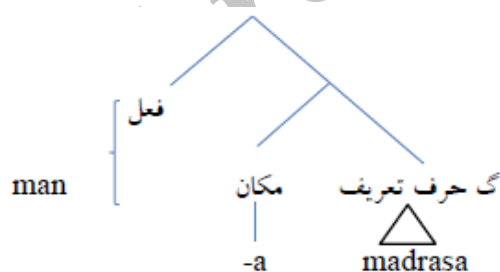 فعل
man
مکان
گ حرف تعریف
-a
madrasa